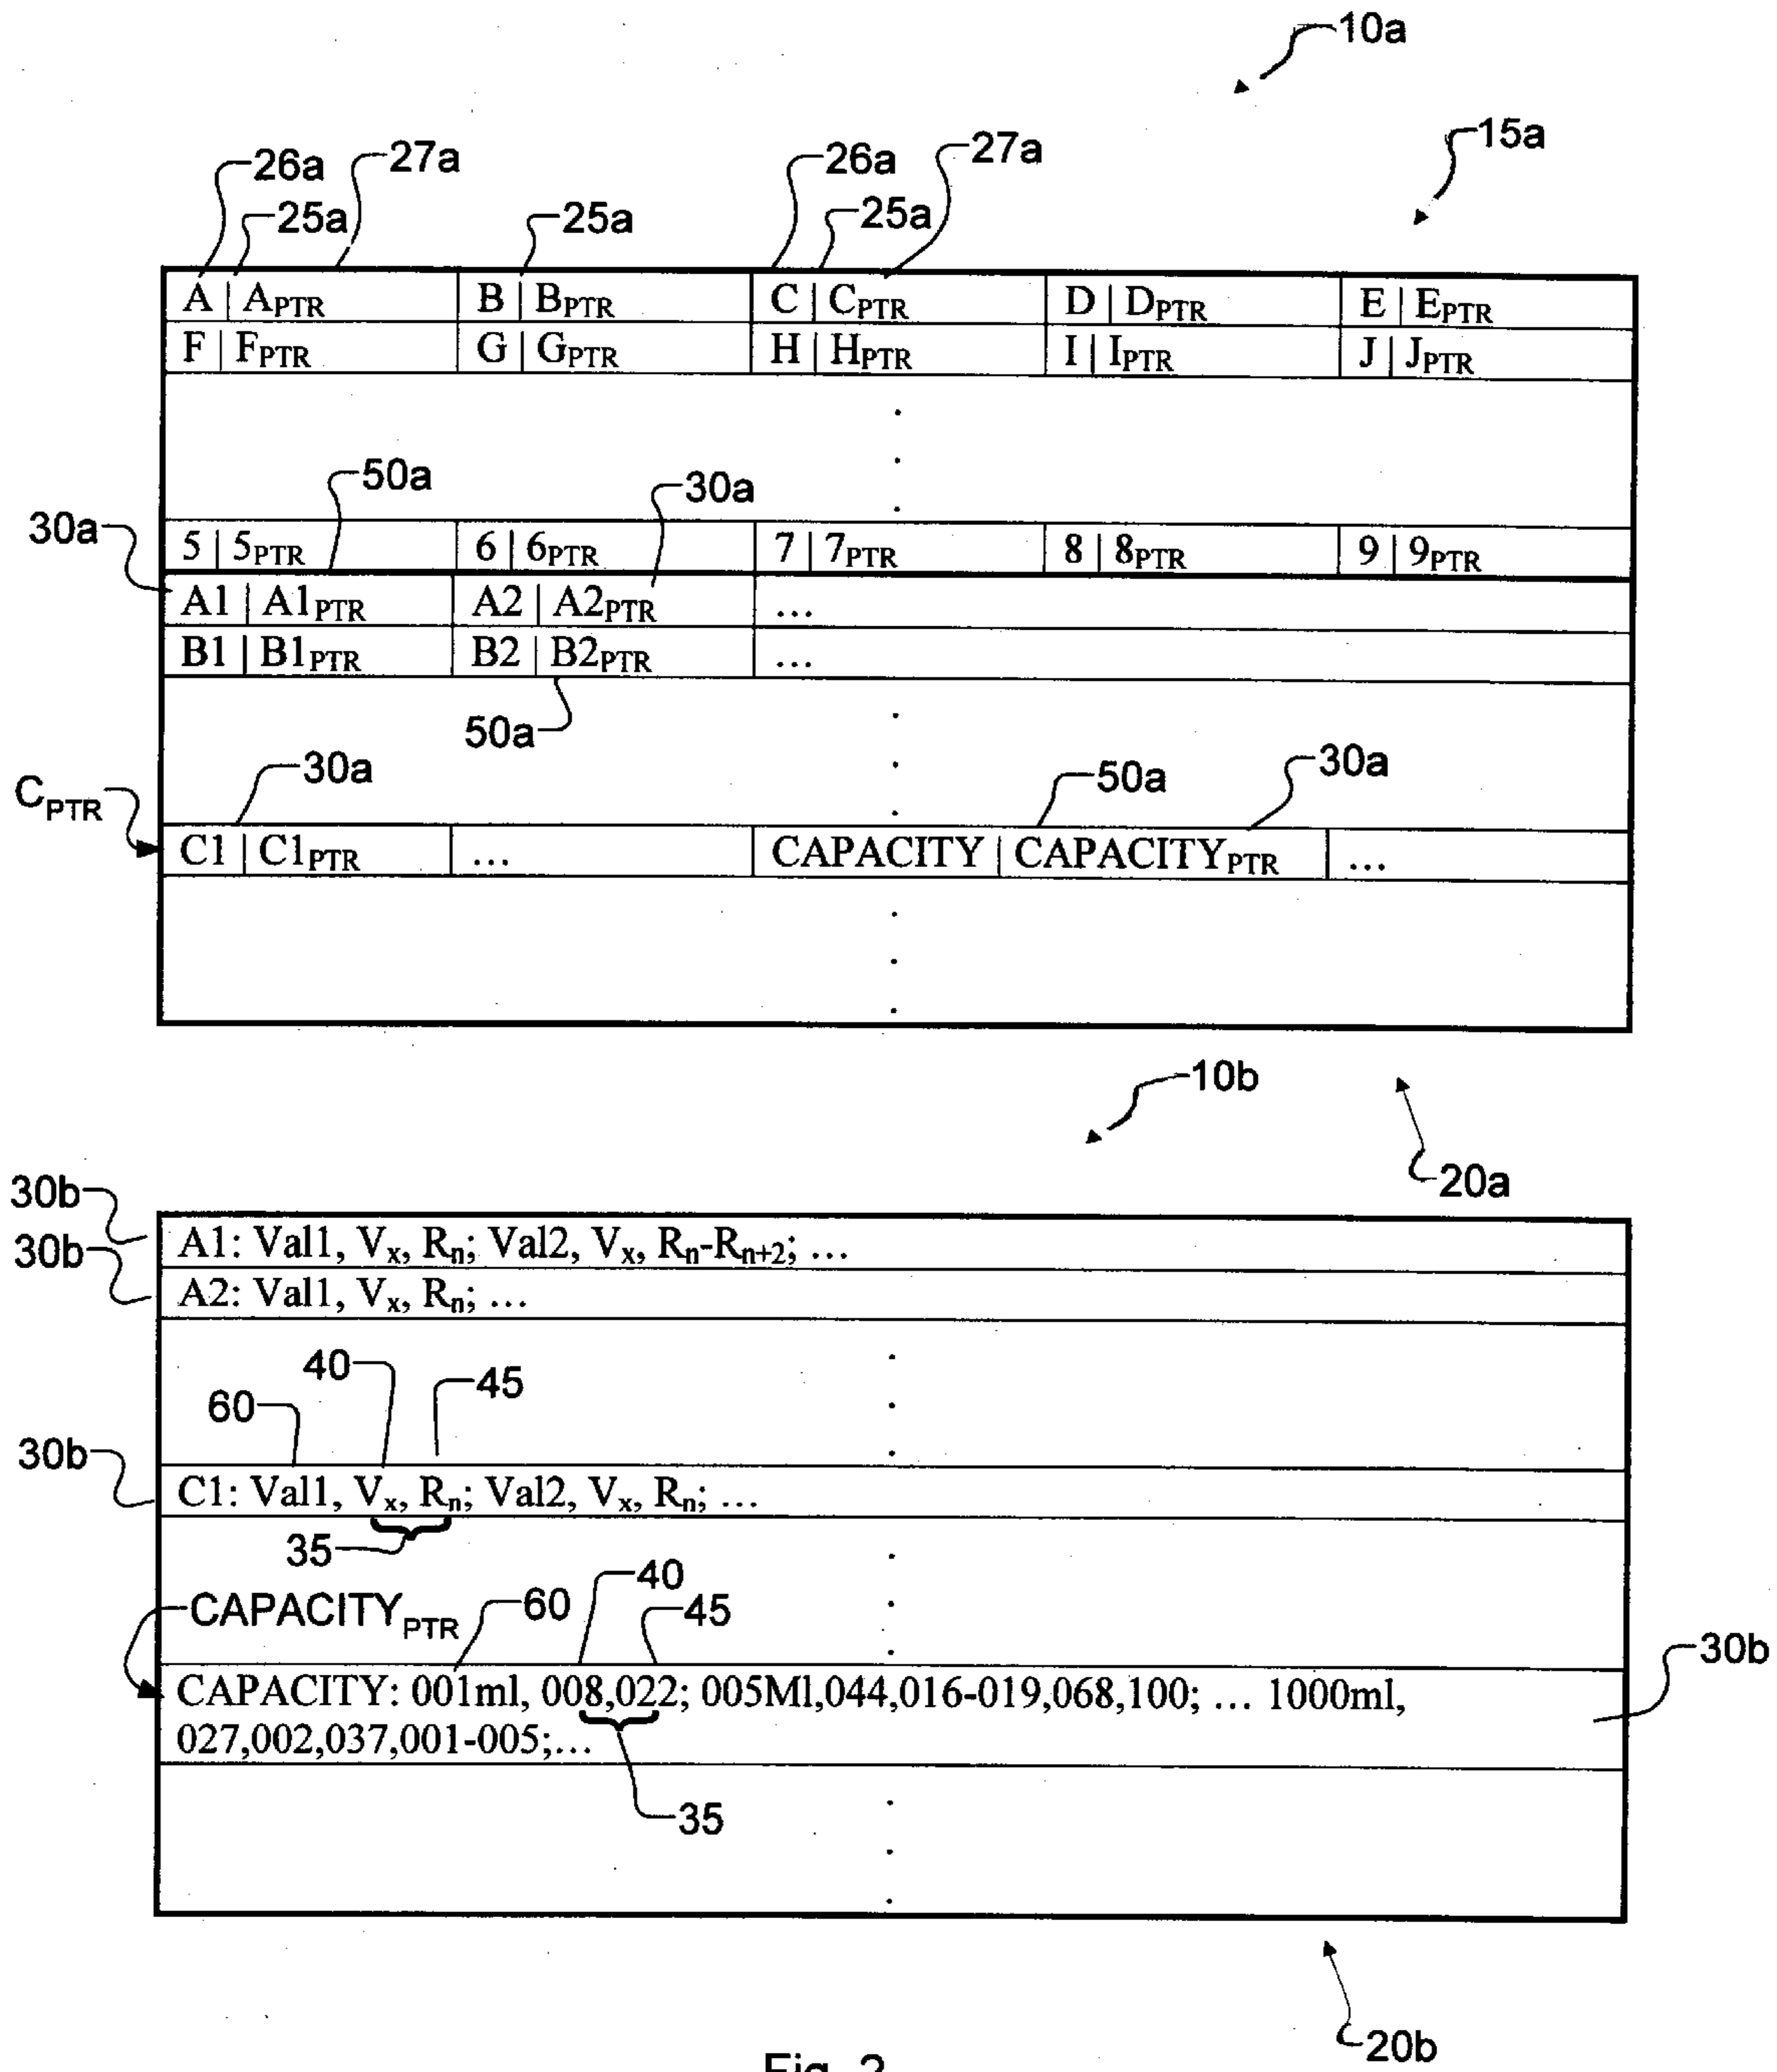 10a
15a
26a 27a 26a 27a
25a 25a 25a
A | APTR B | BPTR C | CPTR D | DPTR E | EPTR
F | FPTR G | GPTR H | HPTR I | IPTR J | JPTR
50a 30a
30a
5 | 5PTR 6 | 6PTR 7 | 7PTR 8 | 8PTR 9 | 9PTR
A1 | A1PTR A2 | A2PTR ...
B1 | B1PTR B2 | B2PTR ...
50a
30a 50a 30a
CPTR
C1 | C1PTR ... CAPACITY | CAPACITYPTR ...
10b
20a
30b
A1: Val1, Vx, Rn; Val2, Vx, Rn-Rn+2; ...
30b
A2: Val1, Vx, Rn; ...
40 45
60
30b
C1: Val1, Vx, Rn; Val2, Vx, Rn; ...
35
40
CAPACITYPTR 60 45
30b
CAPACITY: 001ml, 008,022; 005Ml,044,016-019,068,100; ... 1000ml,
027,002,037,001-005;...
35
20b
Fig. 2